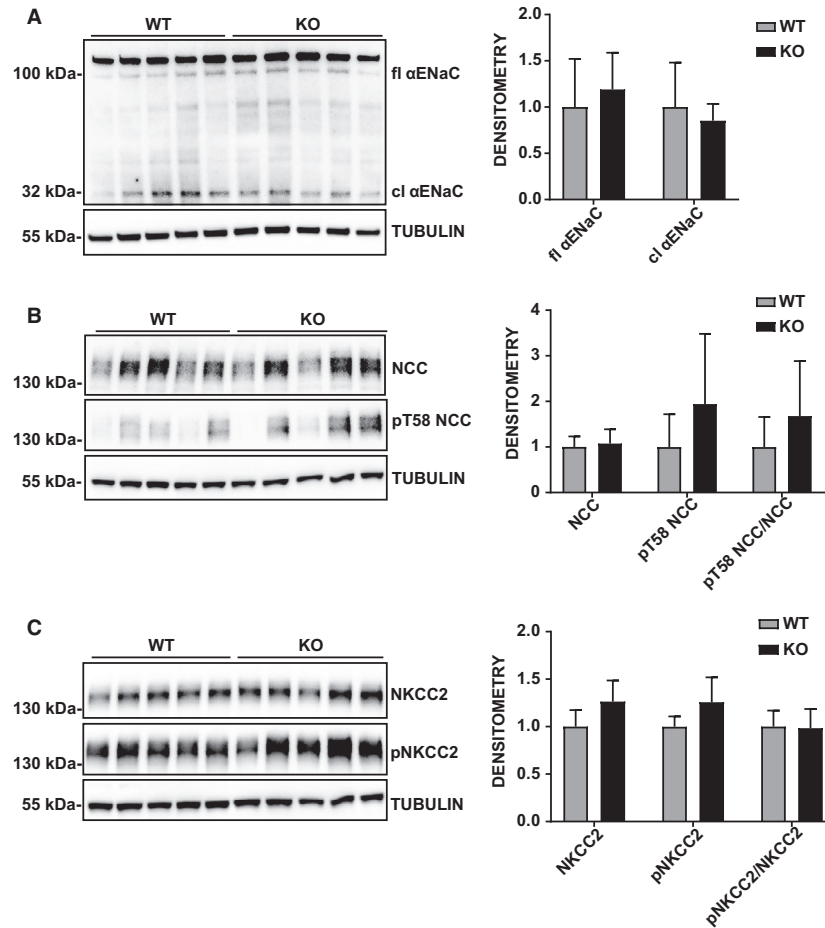 A
WT KO
100 kDa-
fl αENaC
32 kDa-
cl αENaC
55 kDa-
TUBULIN
DENSITOMETRY
2.0
1.5
1.0
0.5
0.0
fl αENaC
cl αENaC
WT
KO
B
WT KO
130 kDa-
NCC
130 kDa-
pT58 NCC
55 kDa-
TUBULIN
DENSITOMETRY
4
3
2
1
0
NCC
pT58 NCC
pT58 NCC/NCC
WT
KO
C
WT KO
130 kDa-
NKCC2
130 kDa-
pNKCC2
55 kDa-
TUBULIN
DENSITOMETRY
2.0
1.5
1.0
0.5
0.0
NKCC2
pNKCC2
pNKCC2/NKCC2
WT
KO